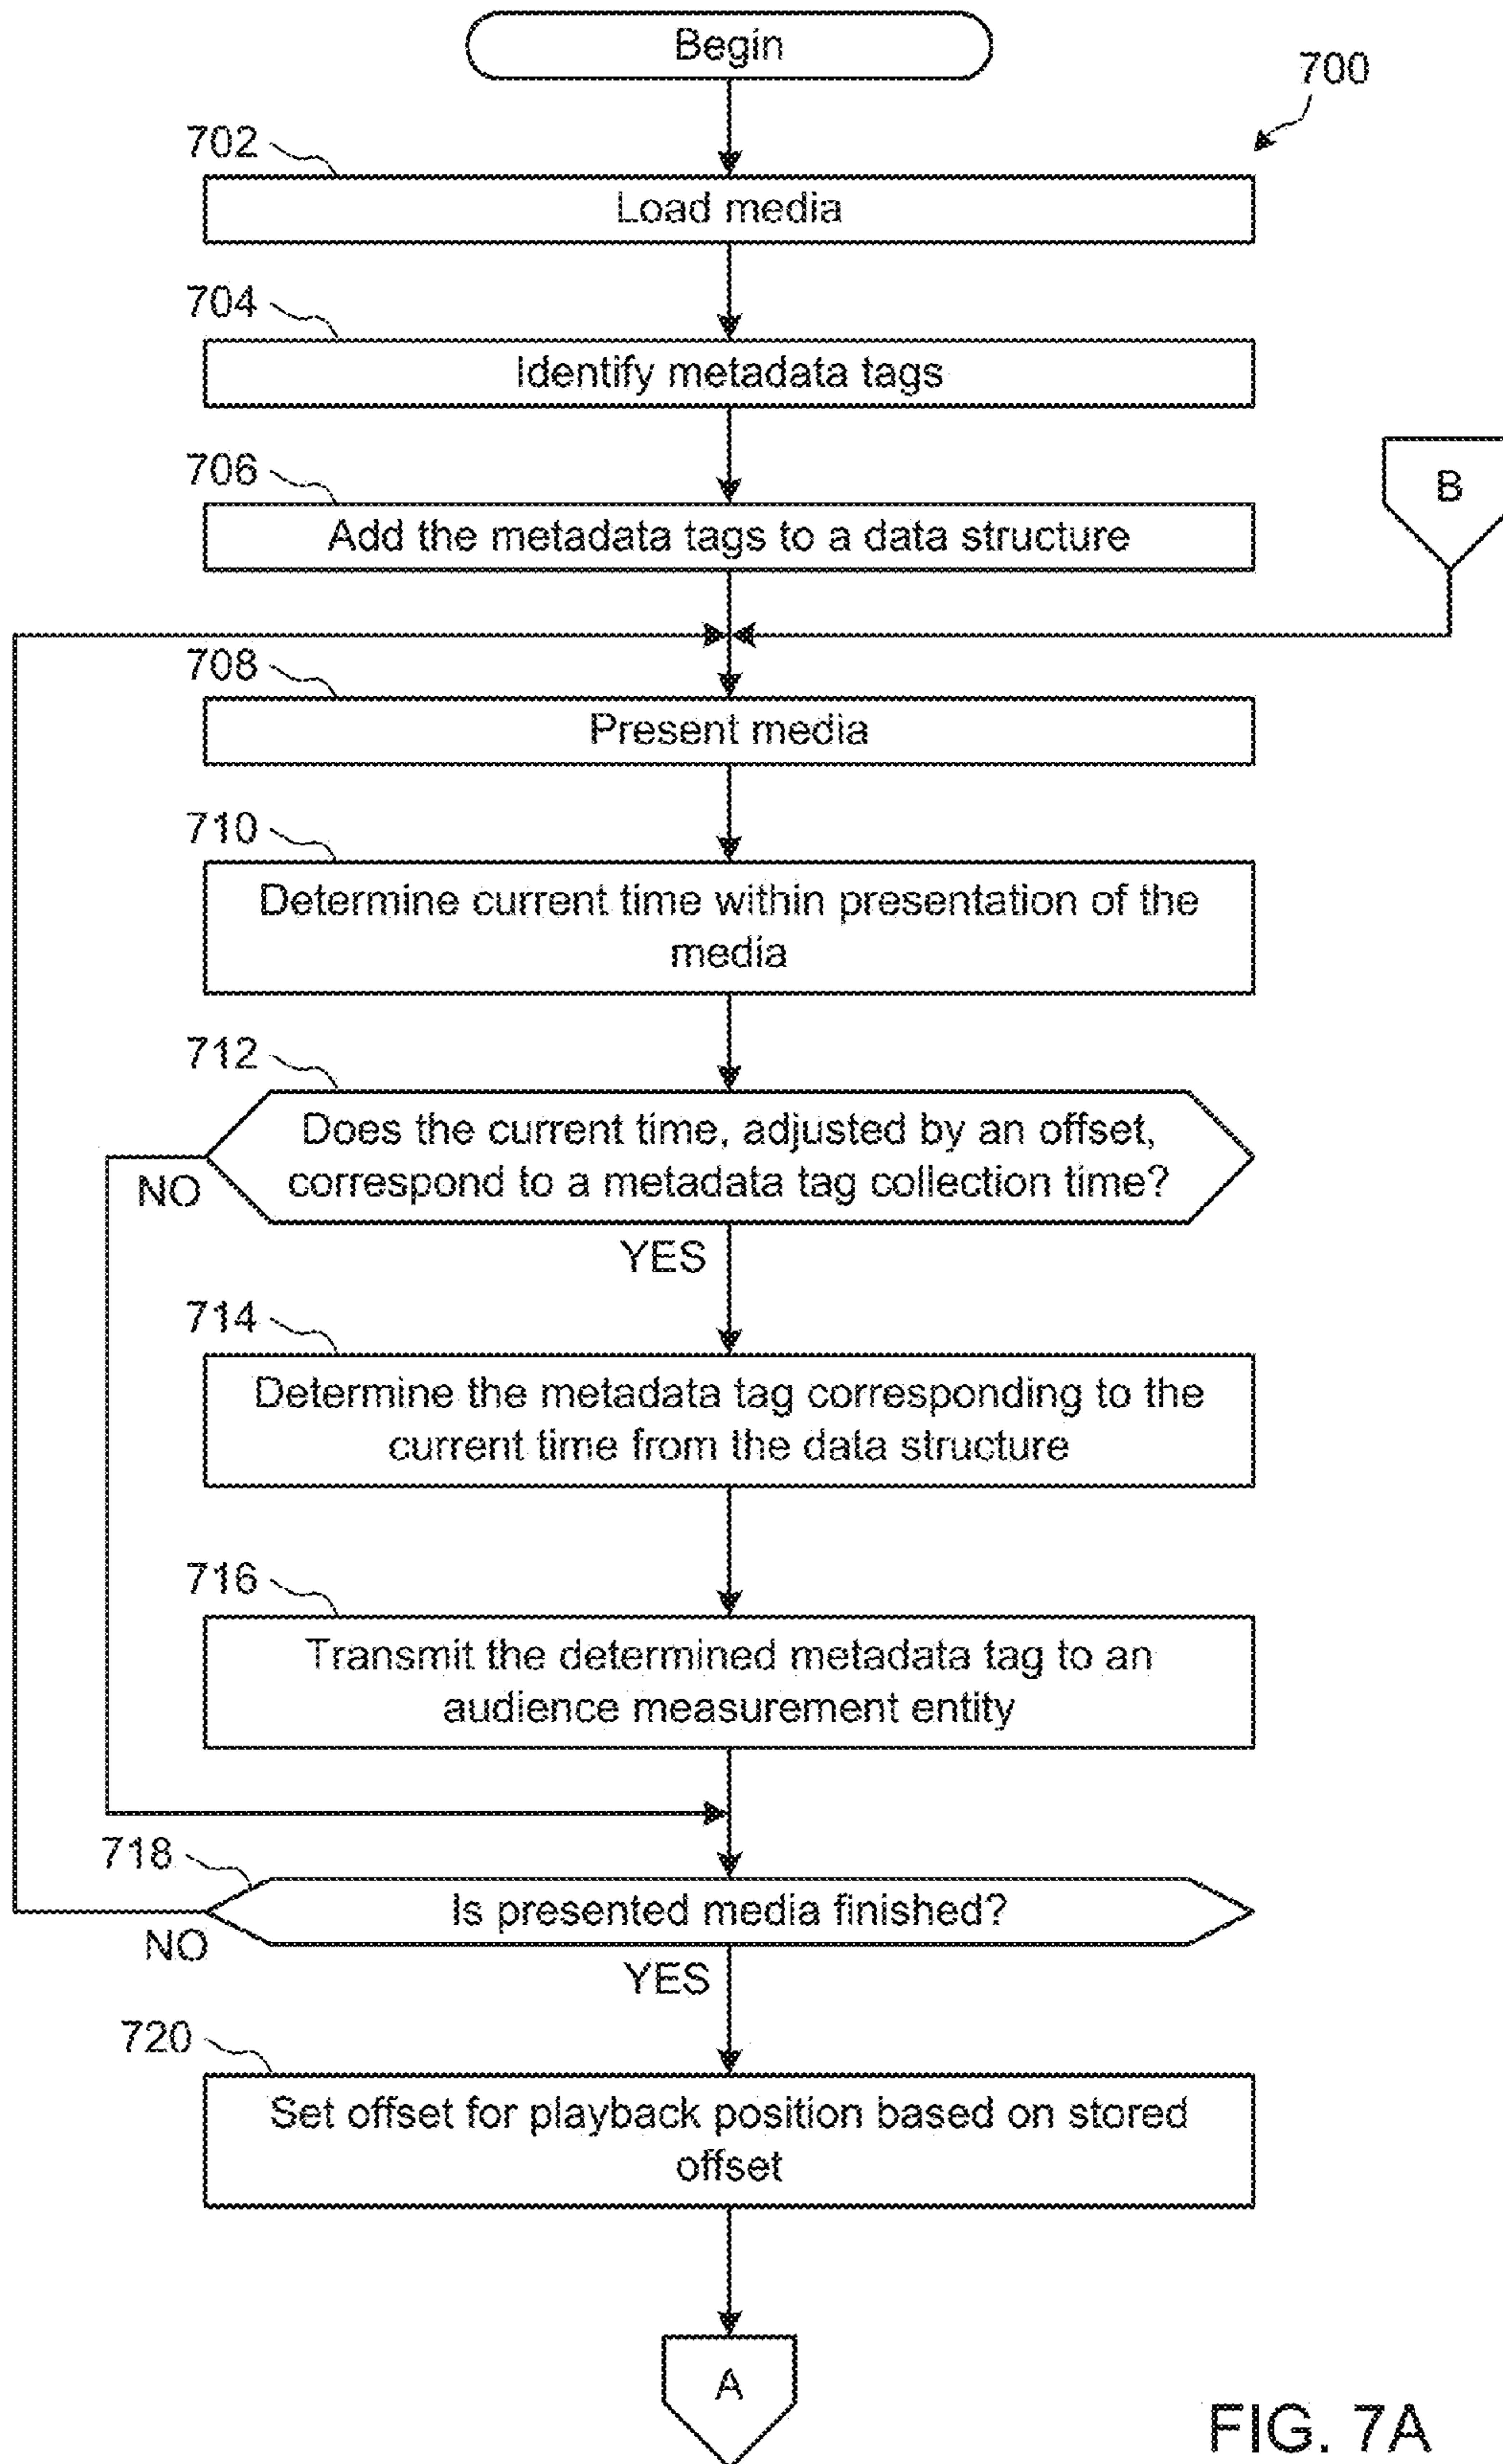 Begin
700
702
Load media
704
Identify metadata tags
706
Add the metadata tags to a data structure
B
708
Present media
710
Determine current time within presentation of the
media
712
Does the current time, adjusted by an offset,
correspond to a metadata tag collection time?
NO
YES
714
Determine the metadata tag corresponding to the
current time from the data structure
716
Transmit the determined metadata tag to an
audience measurement entity
718
Is presented media finished?
NO
YES
720
Set offset for playback position based on stored
offset
A
FIG. 7A